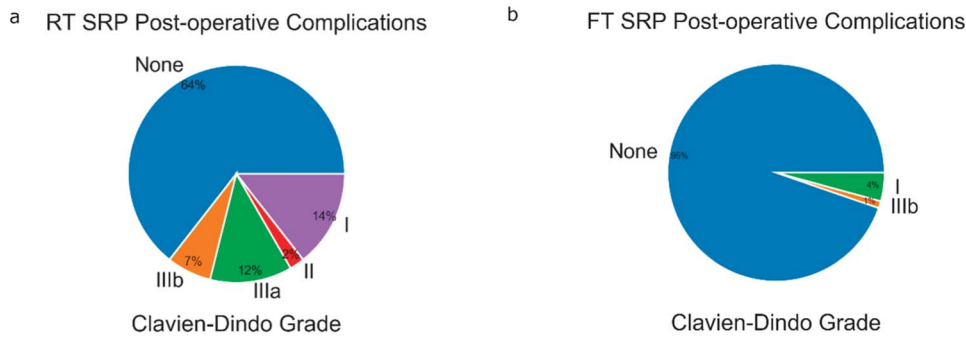 a
RT SRP Post-operative Complications
None
64%
14%
I
2%
II
12%
IIIa
7%
IIIb
Clavien-Dindo Grade
b
FT SRP Post-operative Complications
None
95%
4%
I
1%
IIIb
Clavien-Dindo Grade